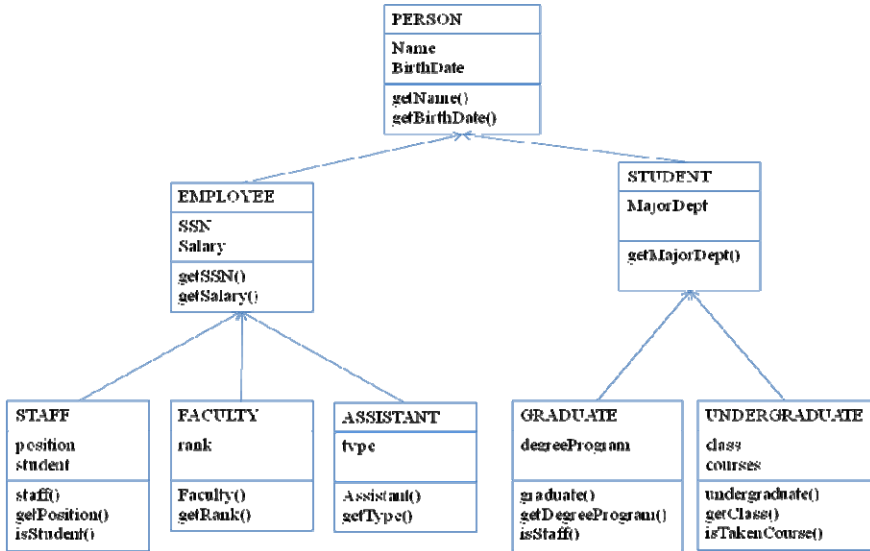 PERSON
Name
BirthDate
getName()
getBirthDate()
EMPLOYEE
SSN
Salary
getSSN()
getSalary()
STUDENT
MajorDept
getMajorDept()
STAFF
position
student
staff()
getPosition()
isStudent()
FACULTY
rank
Faculty()
getRank()
ASSISTANT
type
Assistant()
getType()
GRADUATE
degreeProgram
graduate()
getDegreeProgram()
isStaff()
UNDERGRADUATE
class
courses
undergraduate()
getClass()
isTakenCourse()